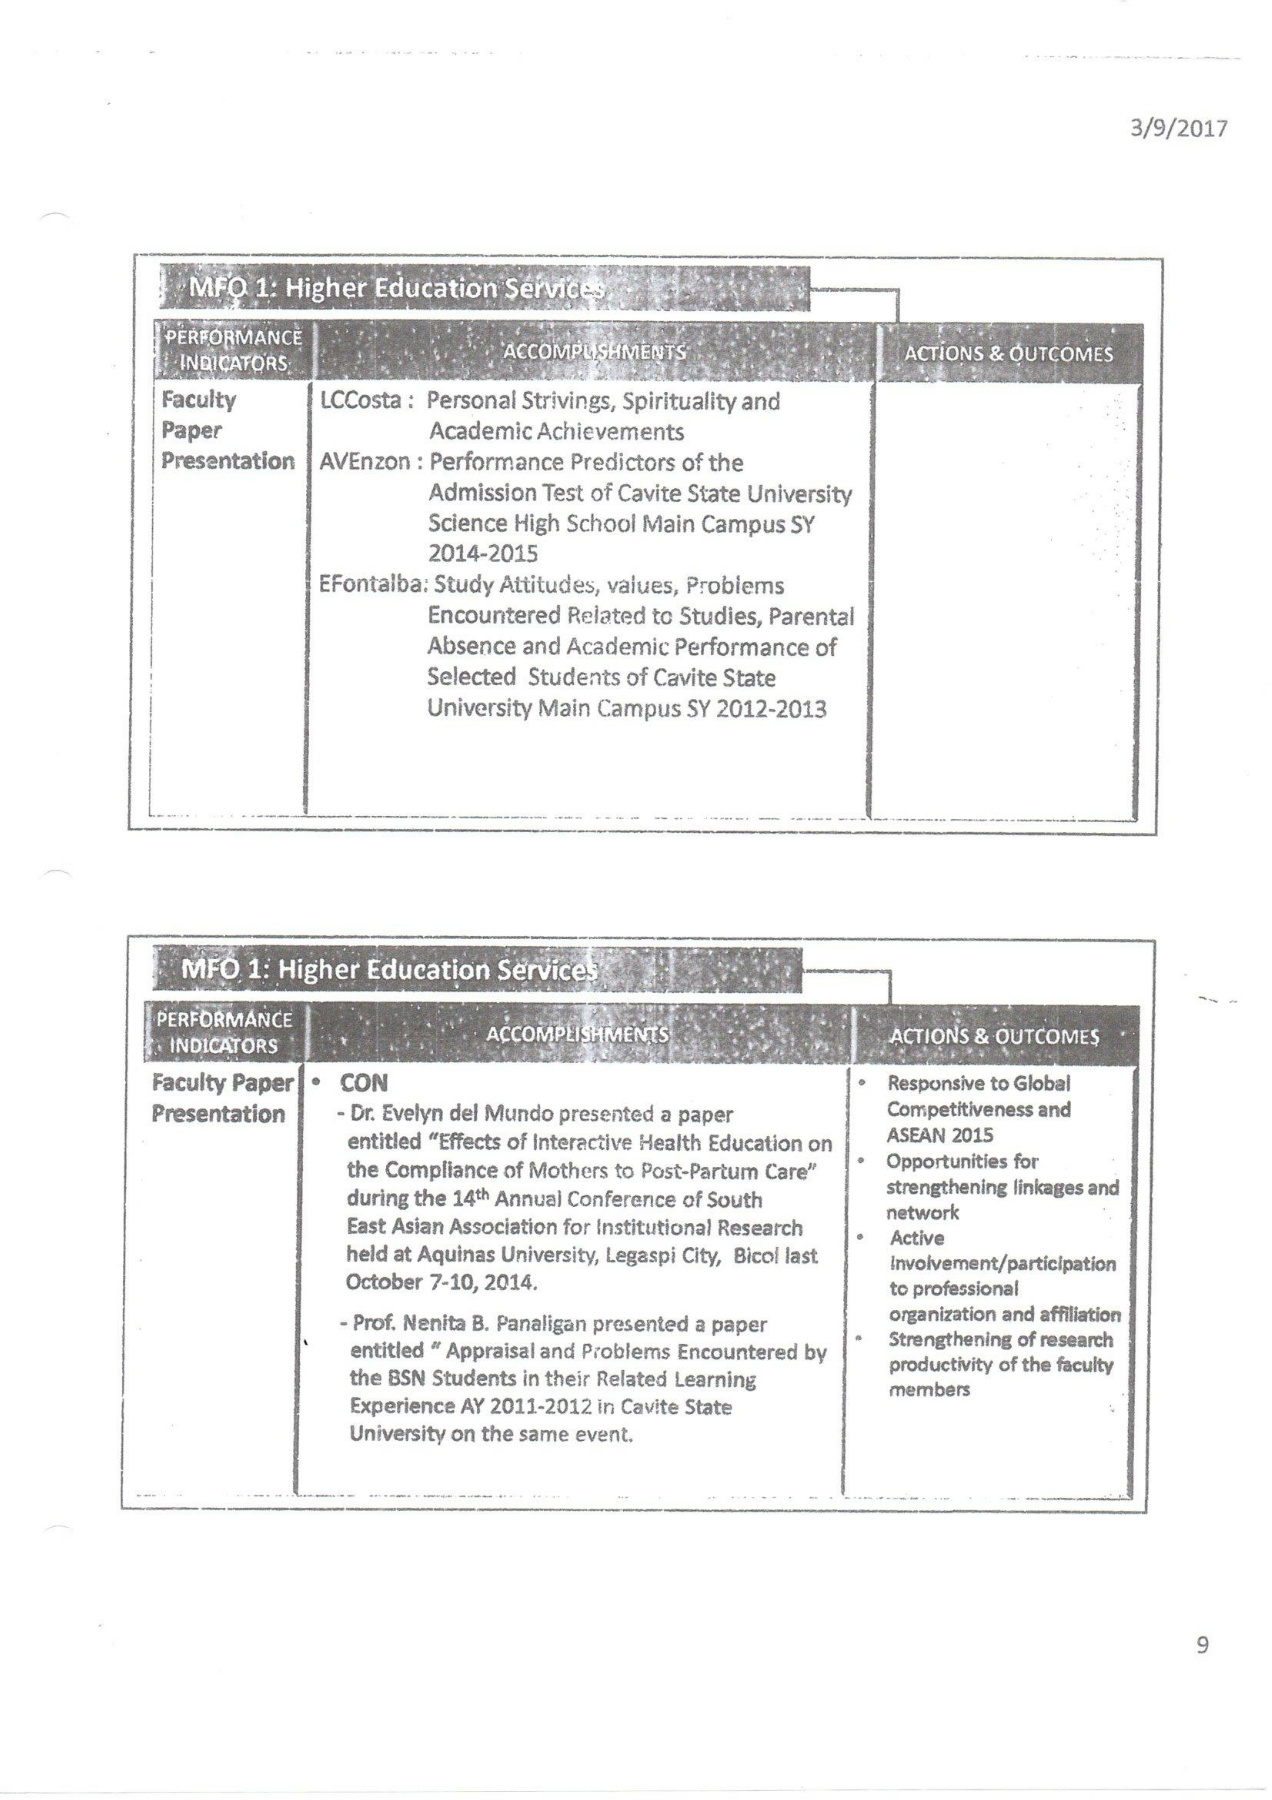 3/9/2017
MFO 1: Higher Education Services
PERFORMANCE
INDICATORS
ACCOMPLISHMENTS
ACTIONS & OUTCOMES
Faculty
Paper
Presentation
LCCosta : Personal Strivings, Spirituality and
Academic Achievements
AVEnzon : Performance Predictors of the
Admission Test of Cavite State University
Science High School Main Campus SY
2014-2015
EFontalba: Study Attitudes, values, Problems
Encountered Related to Studies, Parental
Absence and Academic Performance of
Selected Students of Cavite State
University Main Campus SY 2012-2013
MFO 1: Higher Education Services
PERFORMANCE
INDICATORS
ACCOMPLISHMENTS
ACTIONS & OUTCOMES
Faculty Paper
Presentation
• CON
- Dr. Evelyn del Mundo presented a paper
entitled "Effects of Interactive Health Education on
the Compliance of Mothers to Post-Partum Care"
during the 14th Annual Conference of South
East Asian Association for Institutional Research
held at Aquinas University, Legaspi City, Bicol last
October 7-10, 2014.
- Prof. Nenita B. Panaligan presented a paper
entitled " Appraisal and Problems Encountered by
the BSN Students in their Related Learning
Experience AY 2011-2012 in Cavite State
University on the same event.
• Responsive to Global
Competitiveness and
ASEAN 2015
• Opportunities for
strengthening linkages and
network
• Active
involvement/participation
to professional
organization and affiliation
• Strengthening of research
productivity of the faculty
members
9